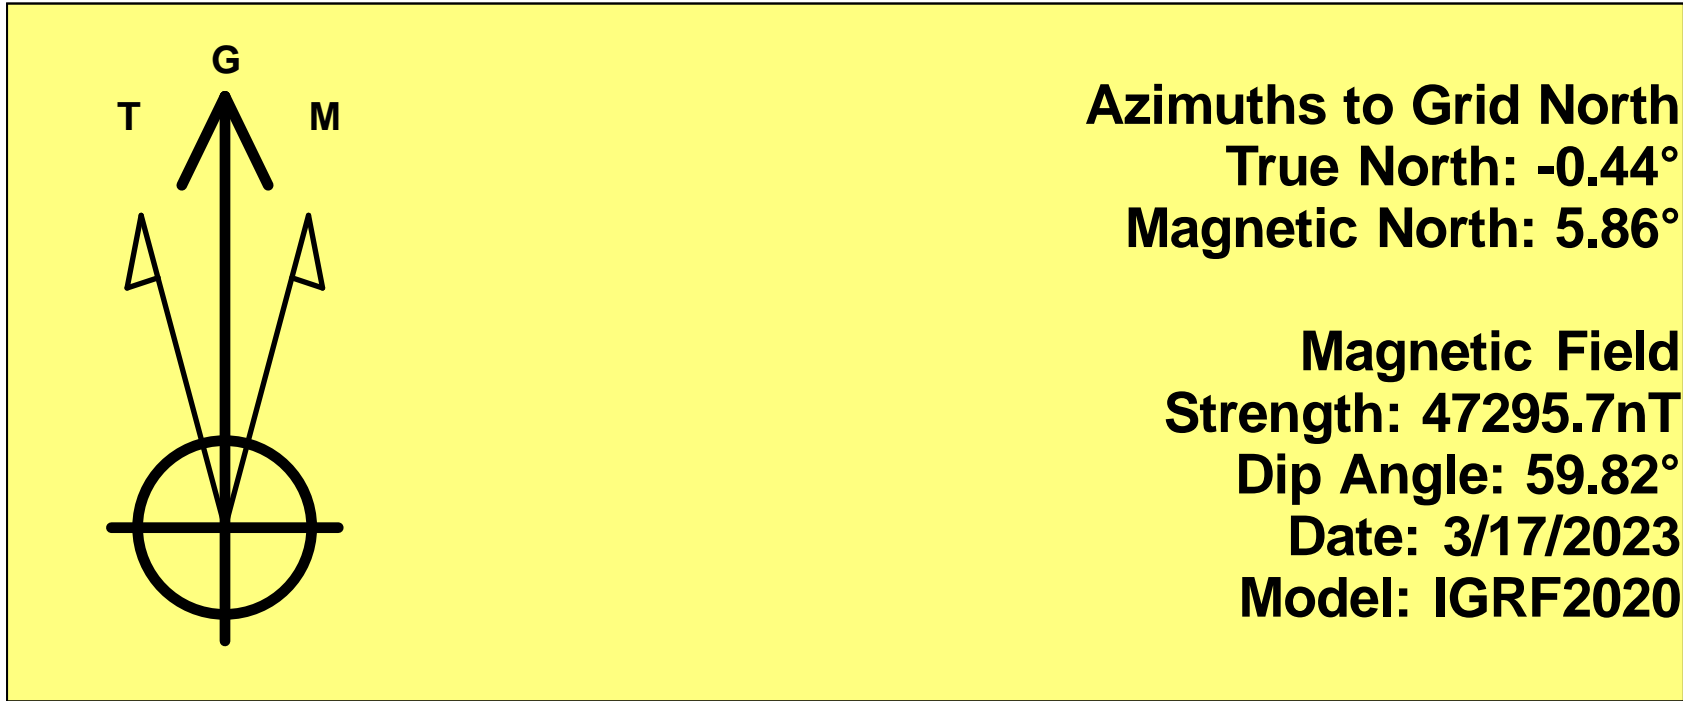 G
T M
Azimuths to Grid North
True North: -0.44°
Magnetic North: 5.86°
Magnetic Field
Strength: 47295.7nT
Dip Angle: 59.82°
Date: 3/17/2023
Model: IGRF2020